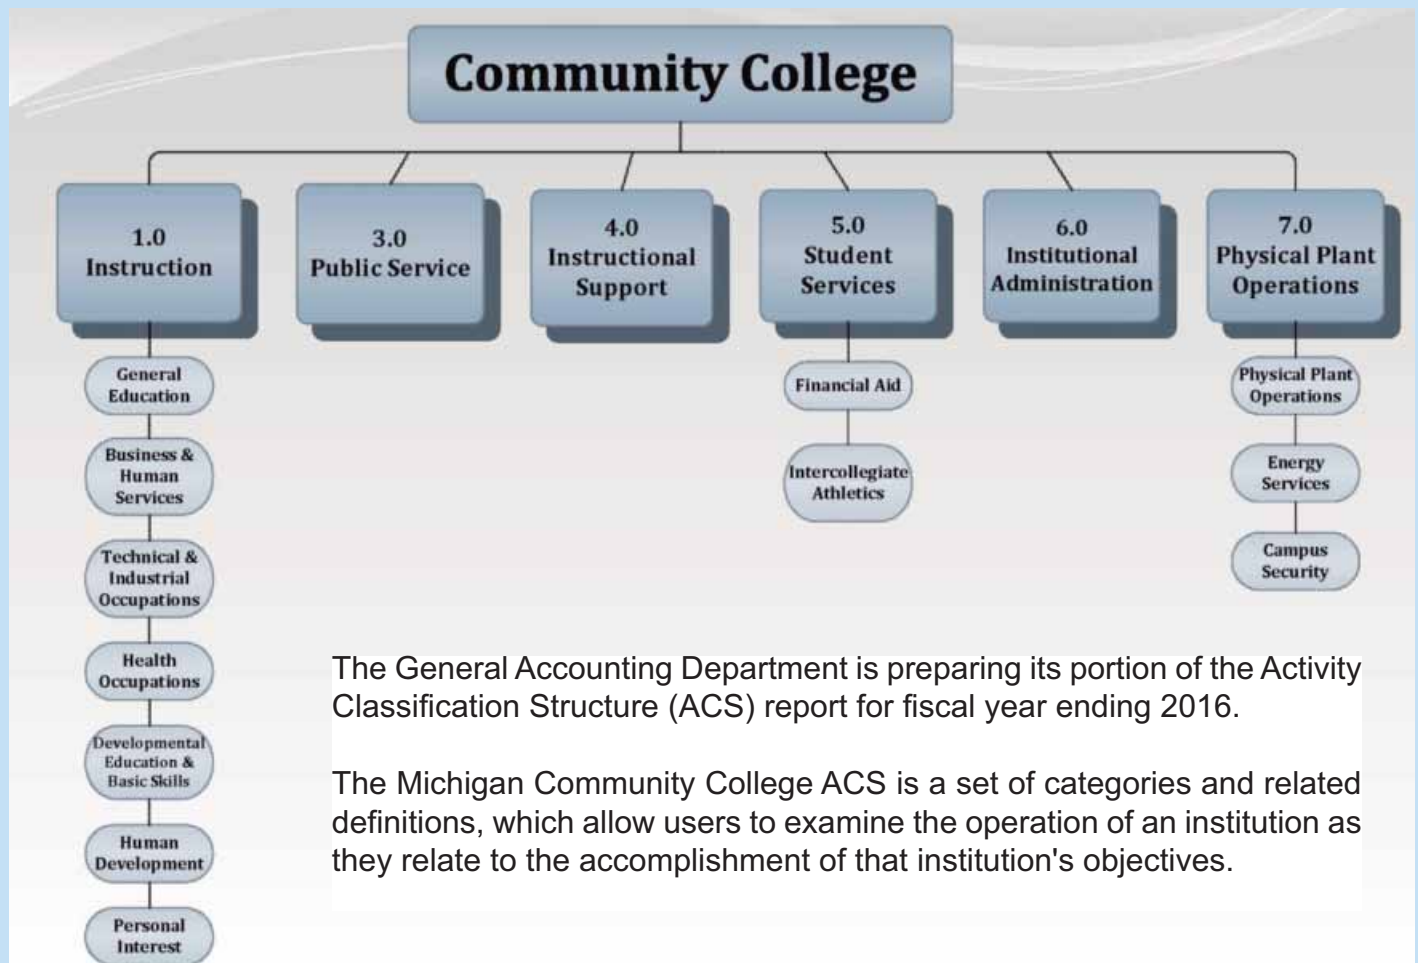 Community College
1.0
Instruction
3.0
Public Service
4.0
Instructional
Support
5.0
Student
Services
6.0
Institutional
Administration
7.0
Physical Plant
Operations
General
Education
Business &
Human
Services
Technical &
Industrial
Occupations
Health
Occupations
Developmental
Education &
Basic Skills
Human
Development
Personal
Interest
Financial Aid
Intercollegiate
Athletics
Physical Plant
Operations
Energy
Services
Campus
Security
The General Accounting Department is preparing its portion of the Activity
Classification Structure (ACS) report for fiscal year ending 2016.
The Michigan Community College ACS is a set of categories and related
definitions, which allow users to examine the operation of an institution as
they relate to the accomplishment of that institution's objectives.